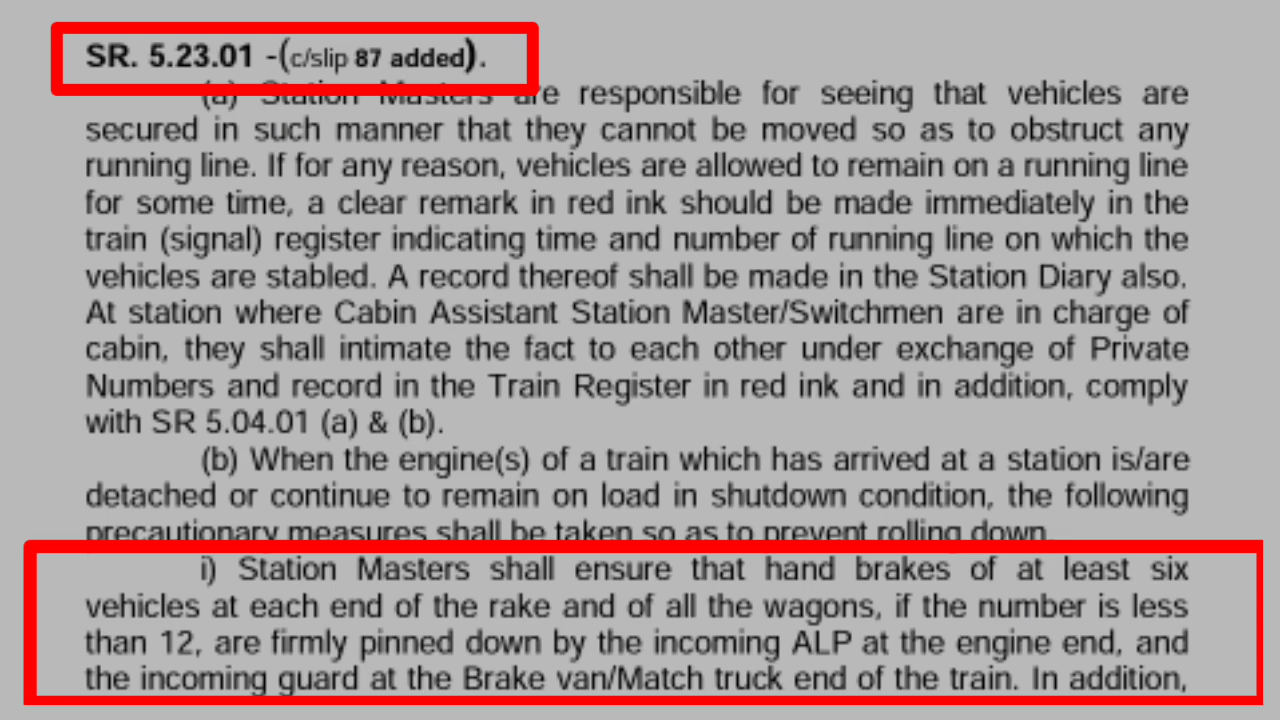 SR. 5.23.01 -(c/slip 87 added).
(a) Station Masters are responsible for seeing that vehicles are
secured in such manner that they cannot be moved so as to obstruct any
running line. If for any reason, vehicles are allowed to remain on a running line
for some time, a clear remark in red ink should be made immediately in the
train (signal) register indicating time and number of running line on which the
vehicles are stabled. A record thereof shall be made in the Station Diary also.
At station where Cabin Assistant Station Master/Switchmen are in charge of
cabin, they shall intimate the fact to each other under exchange of Private
Numbers and record in the Train Register in red ink and in addition, comply
with SR 5.04.01 (a) & (b).
(b) When the engine(s) of a train which has arrived at a station is/are
detached or continue to remain on load in shutdown condition, the following
precautionary measures shall be taken so as to prevent rolling down.
i) Station Masters shall ensure that hand brakes of at least six
vehicles at each end of the rake and of all the wagons, if the number is less
than 12, are firmly pinned down by the incoming ALP at the engine end, and
the incoming guard at the Brake van/Match truck end of the train. In addition,